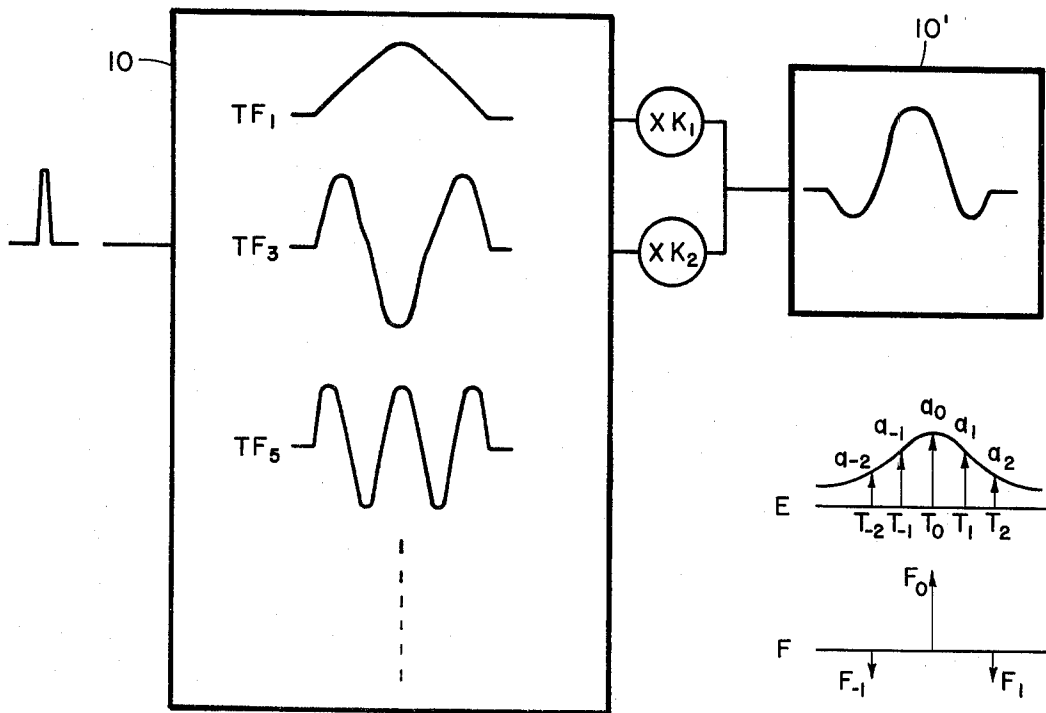 10
10'
TF₁
XK₁
TF₃
XK₂
TF₅
a₋₂ a₋₁ a₀ a₁ a₂
E
T₋₂ T₋₁ T₀ T₁ T₂
F₀
F
F₋₁ F₁